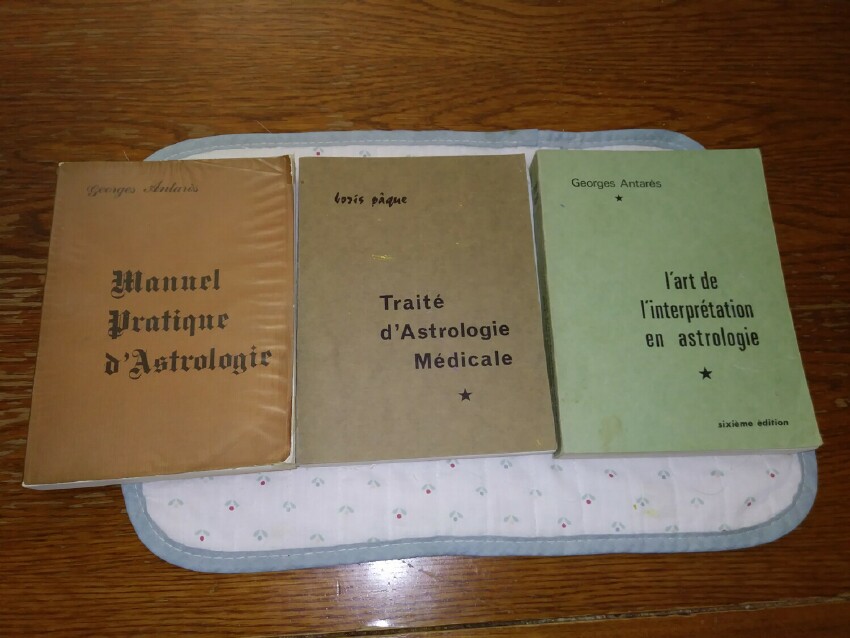 Georges Antarès
Manuel
Pratique
d'Astrologie
boris pâque
Traité
d'Astrologie
Médicale
Georges Antarès
l'art de
l'interprétation
en astrologie
sixième édition